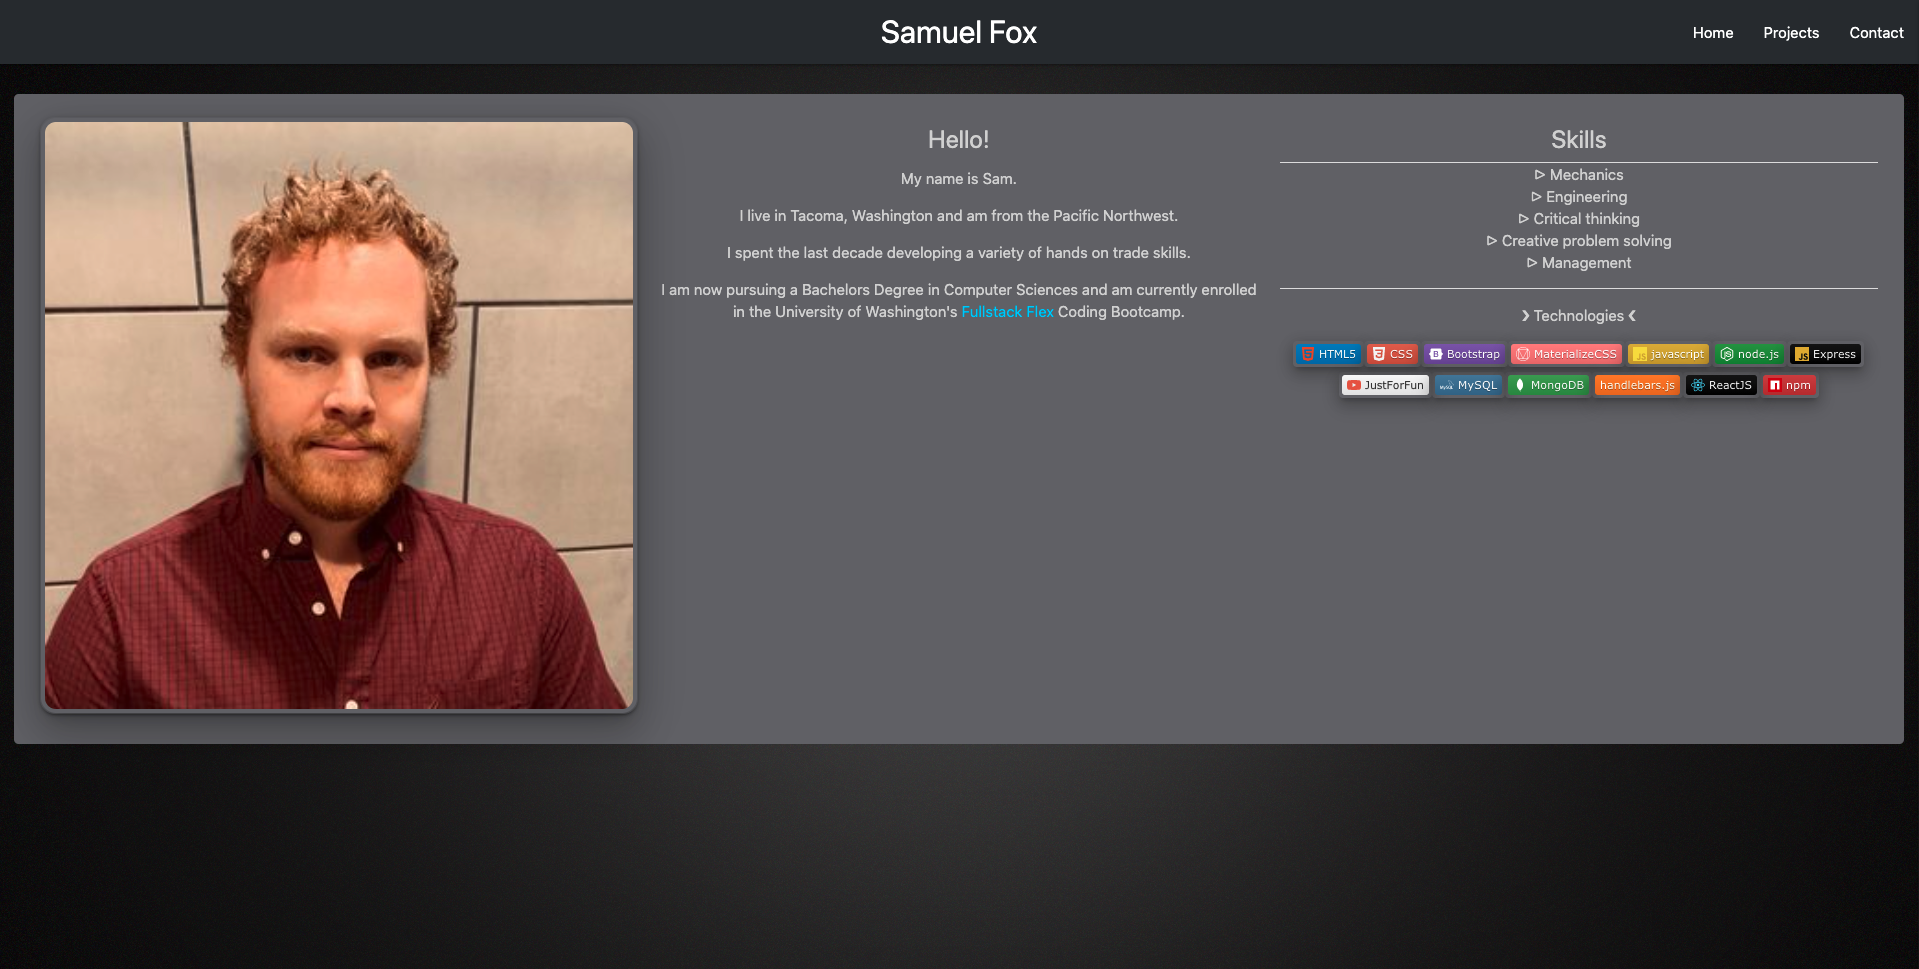 Samuel Fox
Home
Projects
Contact
Hello!
My name is Sam.
I live in Tacoma, Washington and am from the Pacific Northwest.
I spent the last decade developing a variety of hands on trade skills.
I am now pursuing a Bachelors Degree in Computer Sciences and am currently enrolled
in the University of Washington's Fullstack Flex Coding Bootcamp.
Skills
▷ Mechanics
▷ Engineering
▷ Critical thinking
▷ Creative problem solving
▷ Management
❯ Technologies ❮
HTML5 CSS Bootstrap MaterializeCSS javascript node.js Express
JustForFun MySQL MongoDB handlebars.js ReactJS npm